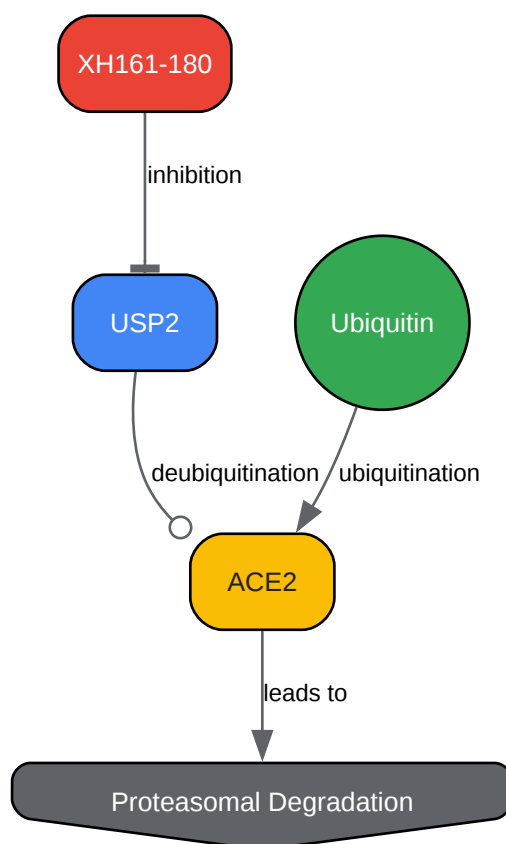 XH161-180
inhibition
USP2
Ubiquitin
deubiquitination
ubiquitination
ACE2
leads to
Proteasomal Degradation